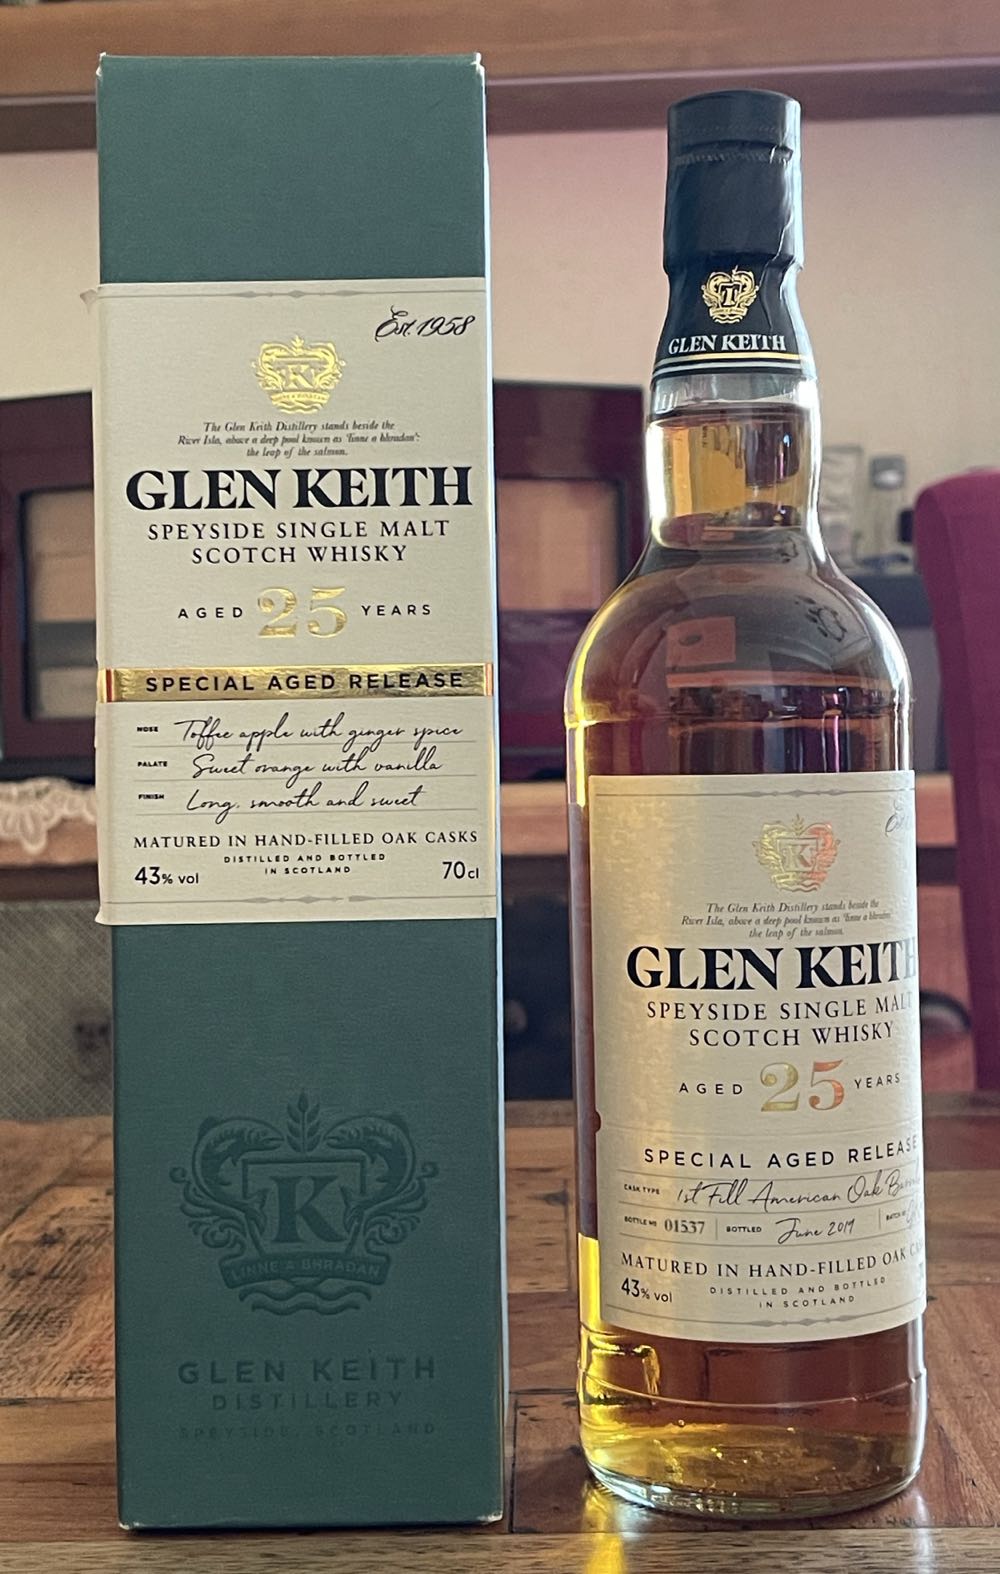 Est. 1958
K
LINNE A BHRADAN
The Glen Keith Distillery stands beside the
River Isla, above a deep pool known as 'linne a bhradan':
the leap of the salmon.
GLEN KEITH
SPEYSIDE SINGLE MALT
SCOTCH WHISKY
AGED 25 YEARS
SPECIAL AGED RELEASE
NOSE Toffee apple with ginger spice
PALATE Sweet orange with vanilla
FINISH Long, smooth and sweet
MATURED IN HAND-FILLED OAK CASKS
DISTILLED AND BOTTLED
IN SCOTLAND
43% vol 70cl
K
LINNE A BHRADAN
GLEN KEITH
DISTILLERY
SPEYSIDE, SCOTLAND
GLEN KEITH
K
The Glen Keith Distillery stands beside the
River Isla, above a deep pool known as 'linne a bhradan'
the leap of the salmon.
GLEN KEITH
SPEYSIDE SINGLE MALT
SCOTCH WHISKY
AGED 25 YEARS
SPECIAL AGED RELEASE
CASK TYPE 1st Fill American Oak
BOTTLE Nº 01537 BOTTLED June 2019 BATCH Nº
MATURED IN HAND-FILLED OAK
43% vol
DISTILLED AND BOTTLED
IN SCOTLAND